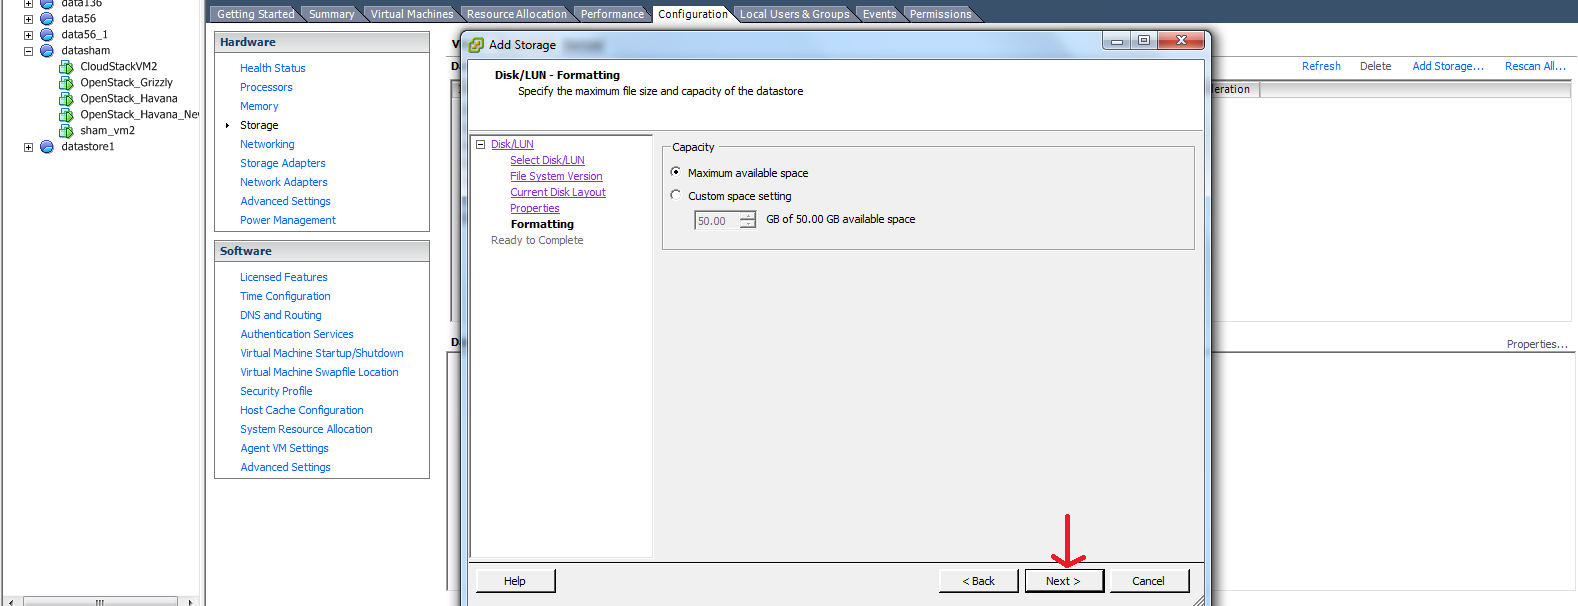 data136
data56
data56_1
datasham
CloudStackVM2
OpenStack_Grizzly
OpenStack_Havana
OpenStack_Havana_Ne
sham_vm2
datastore1
Getting Started
Summary
Virtual Machines
Resource Allocation
Performance
Configuration
Local Users & Groups
Events
Permissions
Hardware
Health Status
Processors
Memory
Storage
Networking
Storage Adapters
Network Adapters
Advanced Settings
Power Management
Software
Licensed Features
Time Configuration
DNS and Routing
Authentication Services
Virtual Machine Startup/Shutdown
Virtual Machine Swapfile Location
Security Profile
Host Cache Configuration
System Resource Allocation
Agent VM Settings
Advanced Settings
Refresh
Delete
Add Storage...
Rescan All...
eration
Properties...
Add Storage
Disk/LUN - Formatting
Specify the maximum file size and capacity of the datastore
Disk/LUN
Select Disk/LUN
File System Version
Current Disk Layout
Properties
Formatting
Ready to Complete
Capacity
Maximum available space
Custom space setting
50.00 GB of 50.00 GB available space
Help
< Back
Next >
Cancel